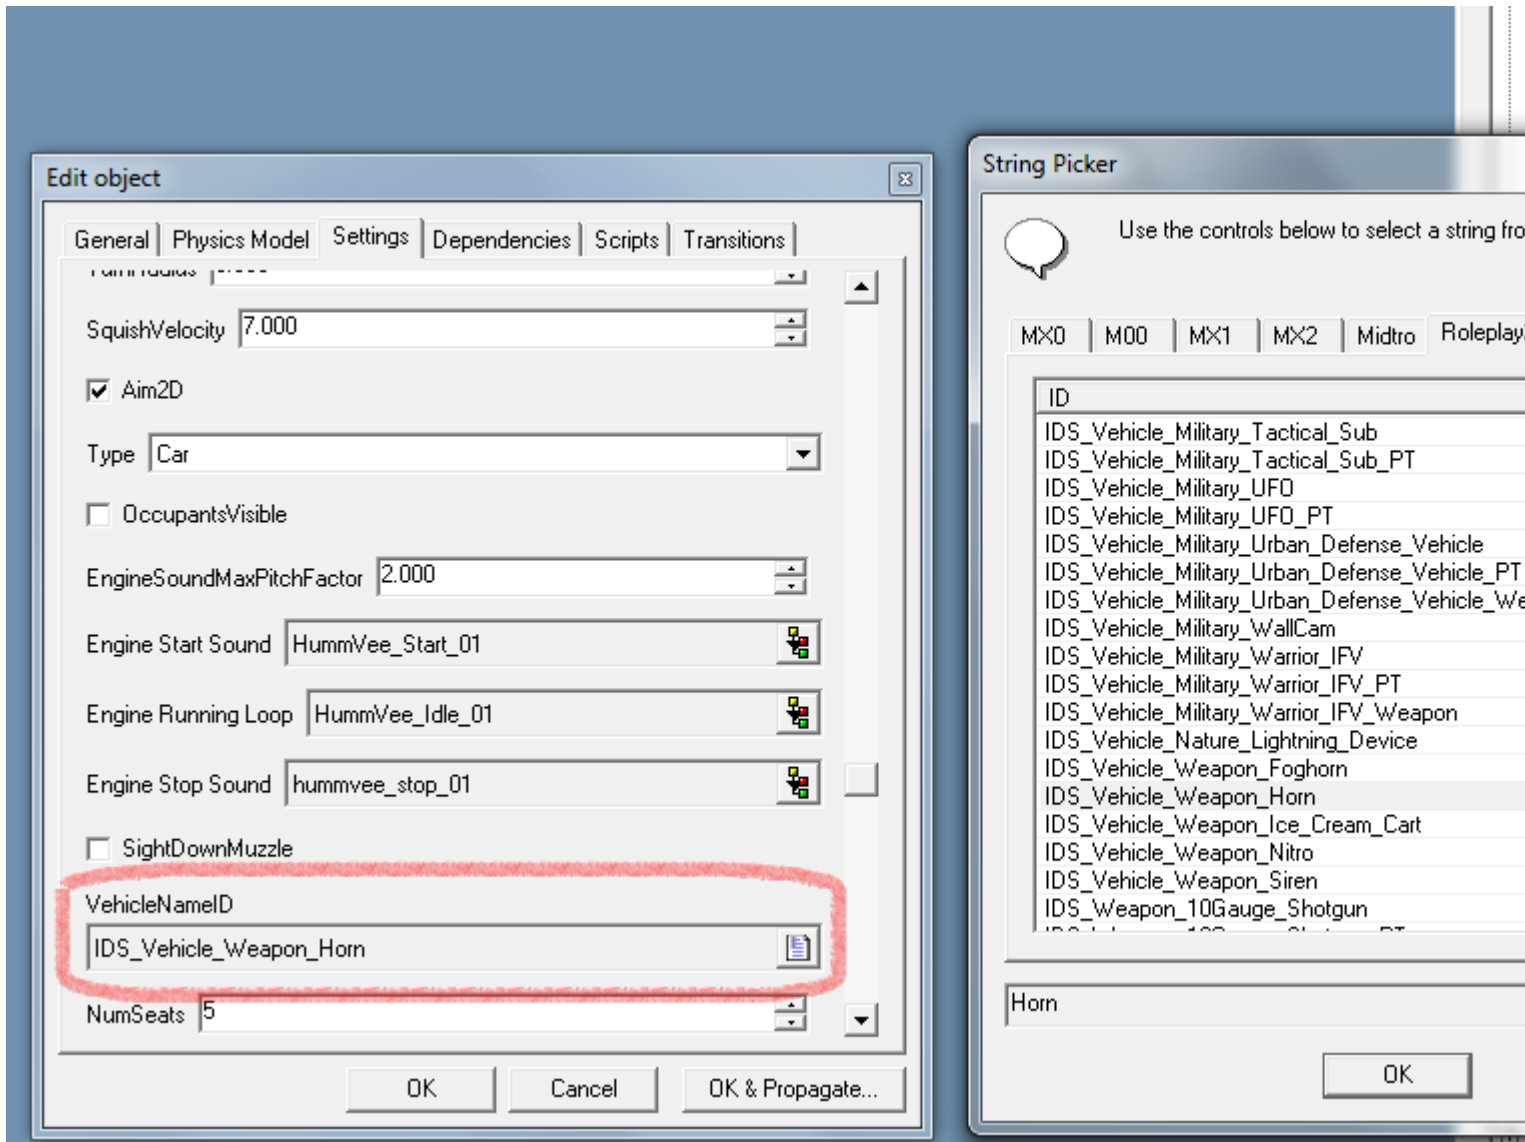 Edit object
General
Physics Model
Settings
Dependencies
Scripts
Transitions
SquishVelocity 7.000
Aim2D
Type Car
OccupantsVisible
EngineSoundMaxPitchFactor 2.000
Engine Start Sound HummVee_Start_01
Engine Running Loop HummVee_Idle_01
Engine Stop Sound hummvee_stop_01
SightDownMuzzle
VehicleNameID
IDS_Vehicle_Weapon_Horn
NumSeats 5
OK
Cancel
OK & Propagate...
String Picker
Use the controls below to select a string fro
MX0
M00
MX1
MX2
Midtro
Roleplay
ID
IDS_Vehicle_Military_Tactical_Sub
IDS_Vehicle_Military_Tactical_Sub_PT
IDS_Vehicle_Military_UFO
IDS_Vehicle_Military_UFO_PT
IDS_Vehicle_Military_Urban_Defense_Vehicle
IDS_Vehicle_Military_Urban_Defense_Vehicle_PT
IDS_Vehicle_Military_Urban_Defense_Vehicle_We
IDS_Vehicle_Military_WallCam
IDS_Vehicle_Military_Warrior_IFV
IDS_Vehicle_Military_Warrior_IFV_PT
IDS_Vehicle_Military_Warrior_IFV_Weapon
IDS_Vehicle_Nature_Lightning_Device
IDS_Vehicle_Weapon_Foghorn
IDS_Vehicle_Weapon_Horn
IDS_Vehicle_Weapon_Ice_Cream_Cart
IDS_Vehicle_Weapon_Nitro
IDS_Vehicle_Weapon_Siren
IDS_Weapon_10Gauge_Shotgun
Horn
OK